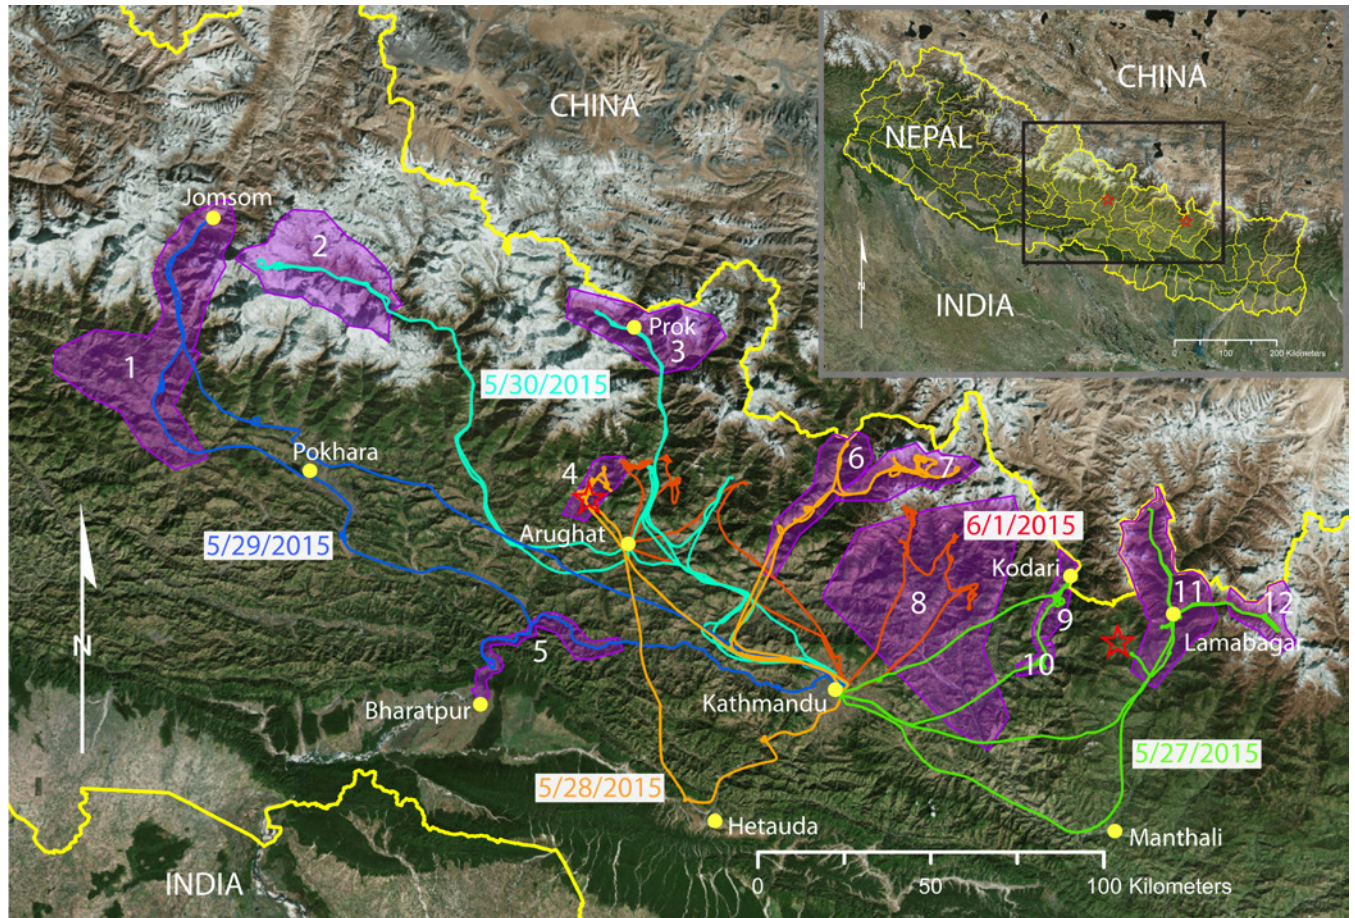 CHINA
CHINA
NEPAL
INDIA
N
0 100 200 Kilometers
Jomsom
2
Prok
3
1
5/30/2015
Pokhara
4
6
7
6/1/2015
Arughat
5/29/2015
Kodari
8
9
11
12
Lamabagar
10
5
N
Kathmandu
Bharatpur
5/27/2015
5/28/2015
Hetauda
Manthali
INDIA
0 50 100 Kilometers